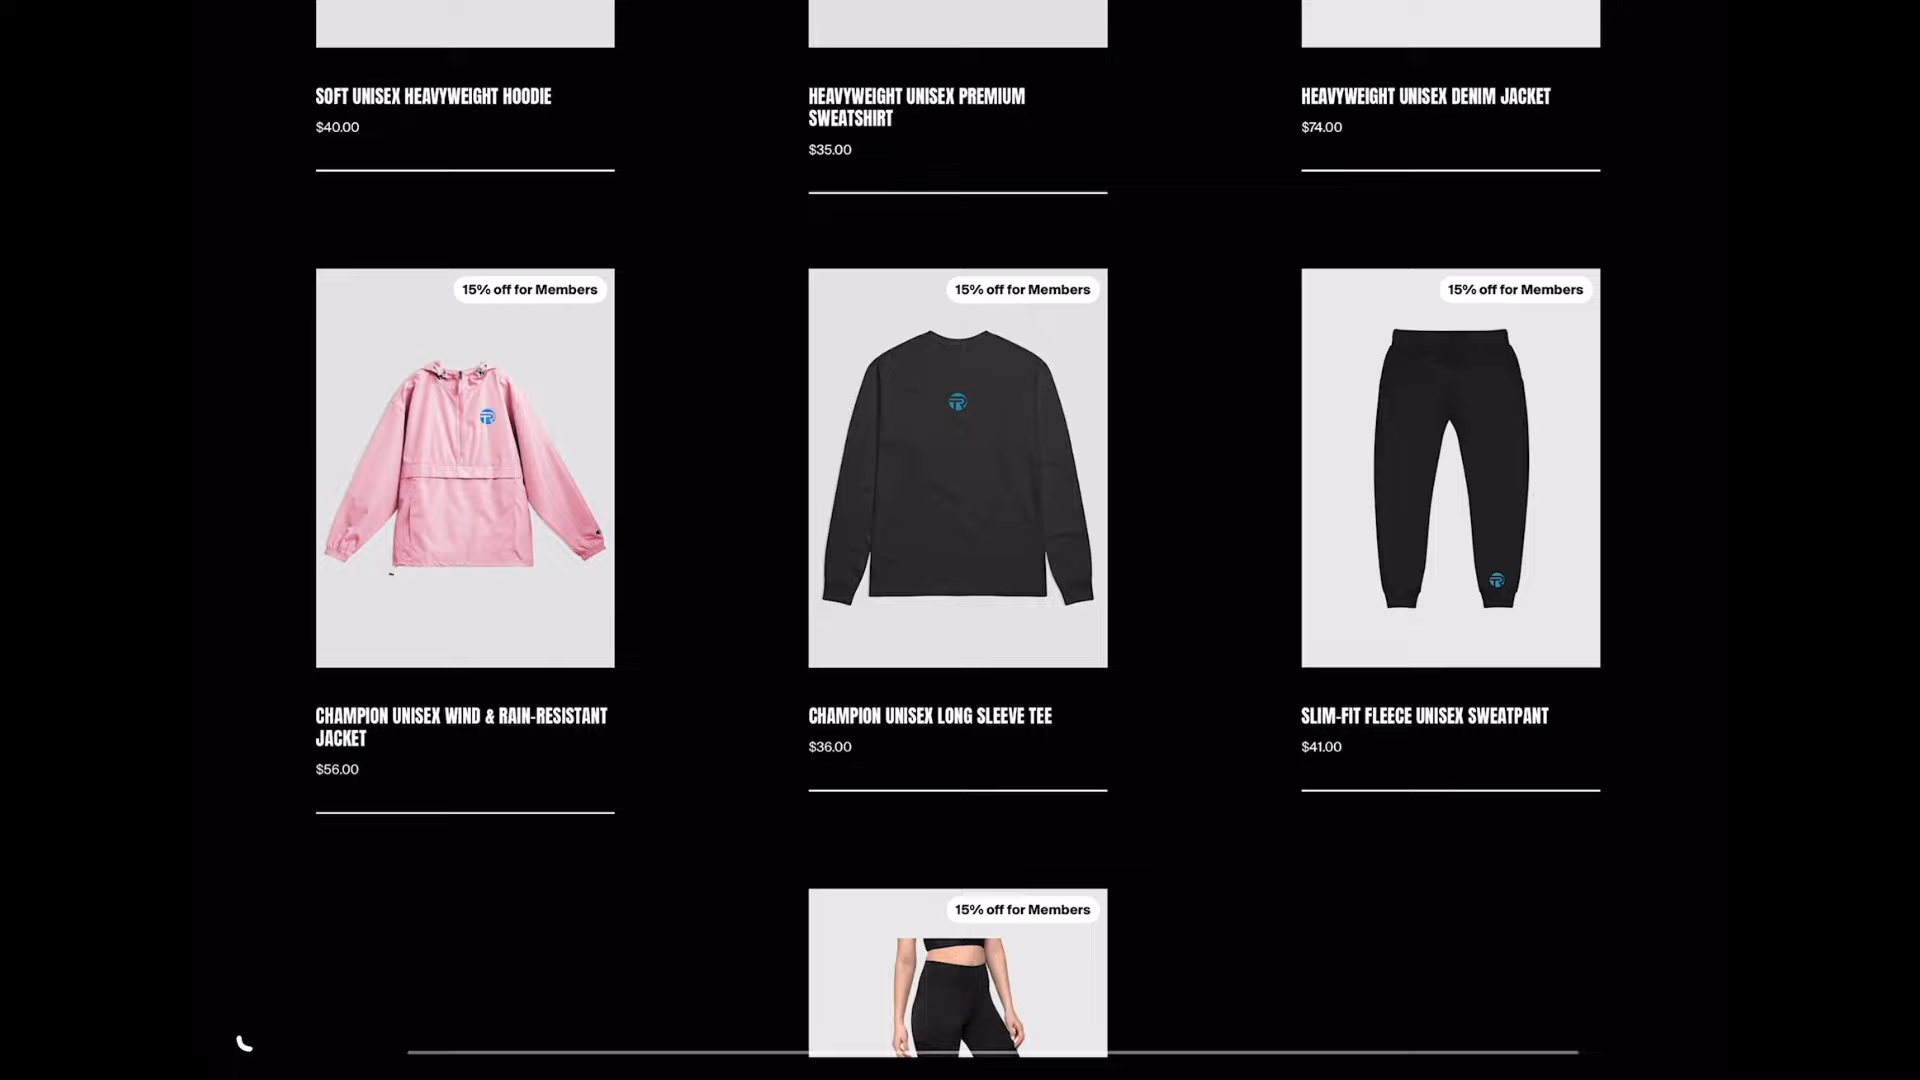 SOFT UNISEX HEAVYWEIGHT HOODIE
$40.00
HEAVYWEIGHT UNISEX PREMIUM
SWEATSHIRT
$35.00
HEAVYWEIGHT UNISEX DENIM JACKET
$74.00
15% off for Members
CHAMPION UNISEX WIND & RAIN-RESISTANT
JACKET
$56.00
15% off for Members
CHAMPION UNISEX LONG SLEEVE TEE
$36.00
15% off for Members
SLIM-FIT FLEECE UNISEX SWEATPANT
$41.00
15% off for Members